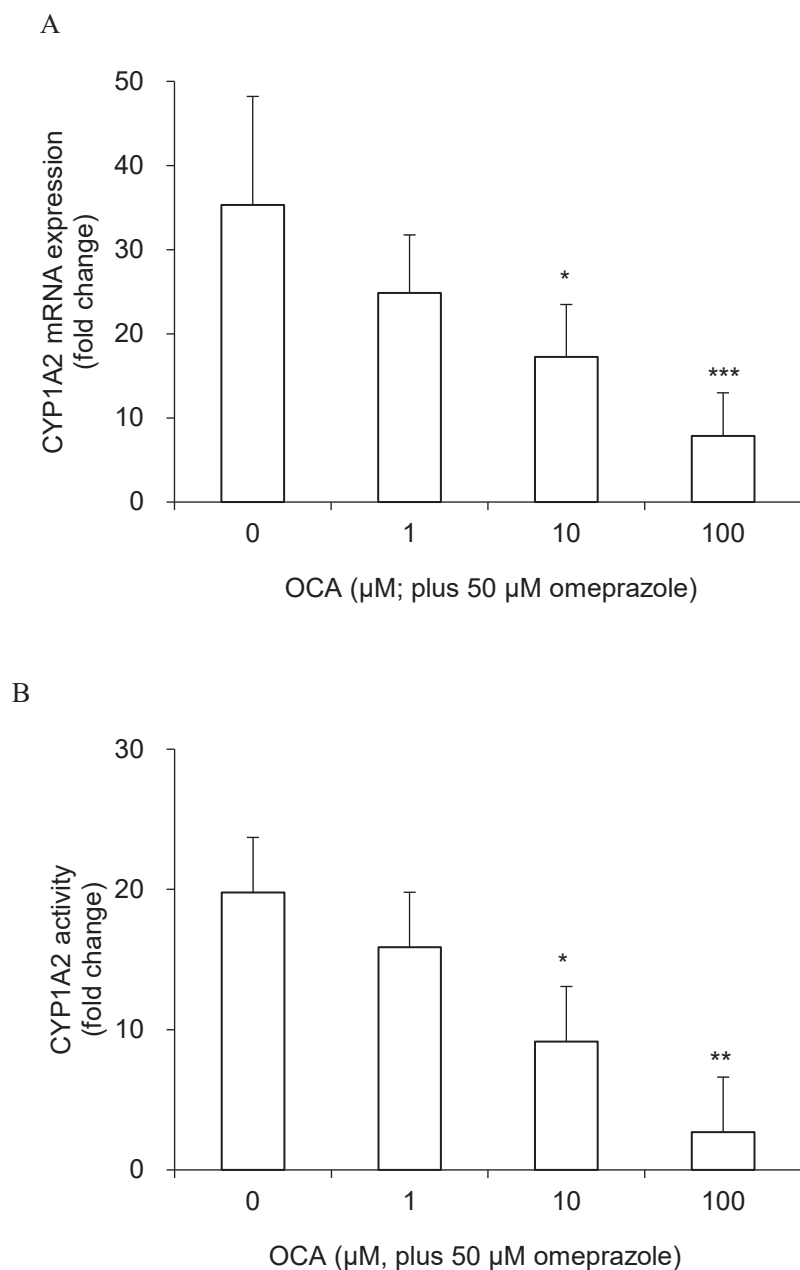 A
50
40
30
20
10
0
CYP1A2 mRNA expression
(fold change)
*
***
0 1 10 100
OCA (µM; plus 50 µM omeprazole)
B
30
20
10
0
CYP1A2 activity
(fold change)
*
**
0 1 10 100
OCA (µM, plus 50 µM omeprazole)